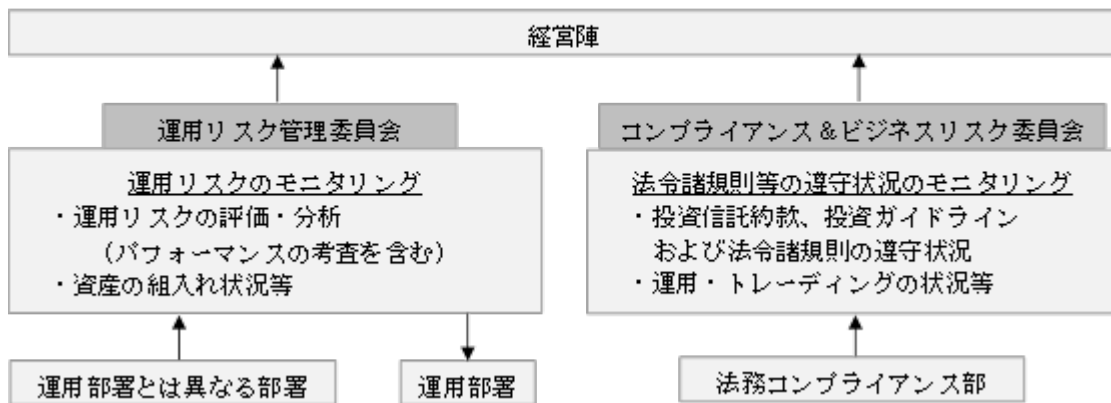 経営陣
運用リスク管理委員会
運用リスクのモニタリング
・運用リスクの評価・分析
（パフォーマンスの考査を含む）
・資産の組入れ状況等
運用部署とは異なる部署
運用部署
コンプライアンス＆ビジネスリスク委員会
法令諸規則等の遵守状況のモニタリング
・投資信託約款、投資ガイドライン
および法令諸規則の遵守状況
・運用・トレーディングの状況等
法務コンプライアンス部